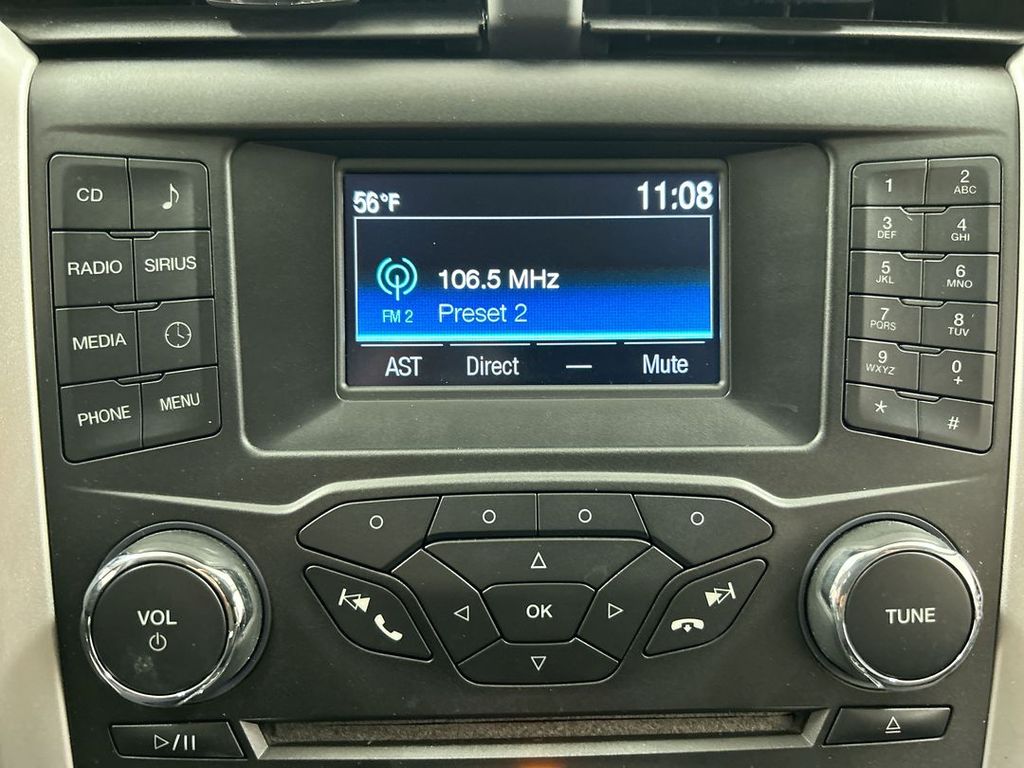 56°F 11:08
106.5 MHz
FM 2 Preset 2
AST Direct — Mute
CD
RADIO SIRIUS
MEDIA
PHONE MENU
1 2 ABC
3 DEF 4 GHI
5 JKL 6 MNO
7 PQRS 8 TUV
9 WXYZ 0 +
* #
VOL
OK
TUNE